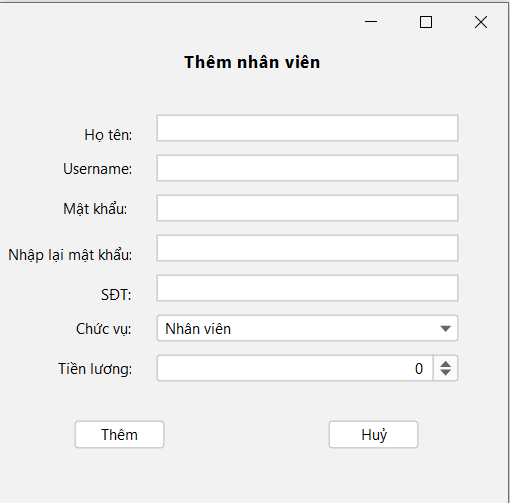 Thêm nhân viên
Họ tên:
Username:
Mật khẩu:
Nhập lại mật khẩu:
SĐT:
Chức vụ: Nhân viên
Tiền lương: 0
Thêm Huỷ